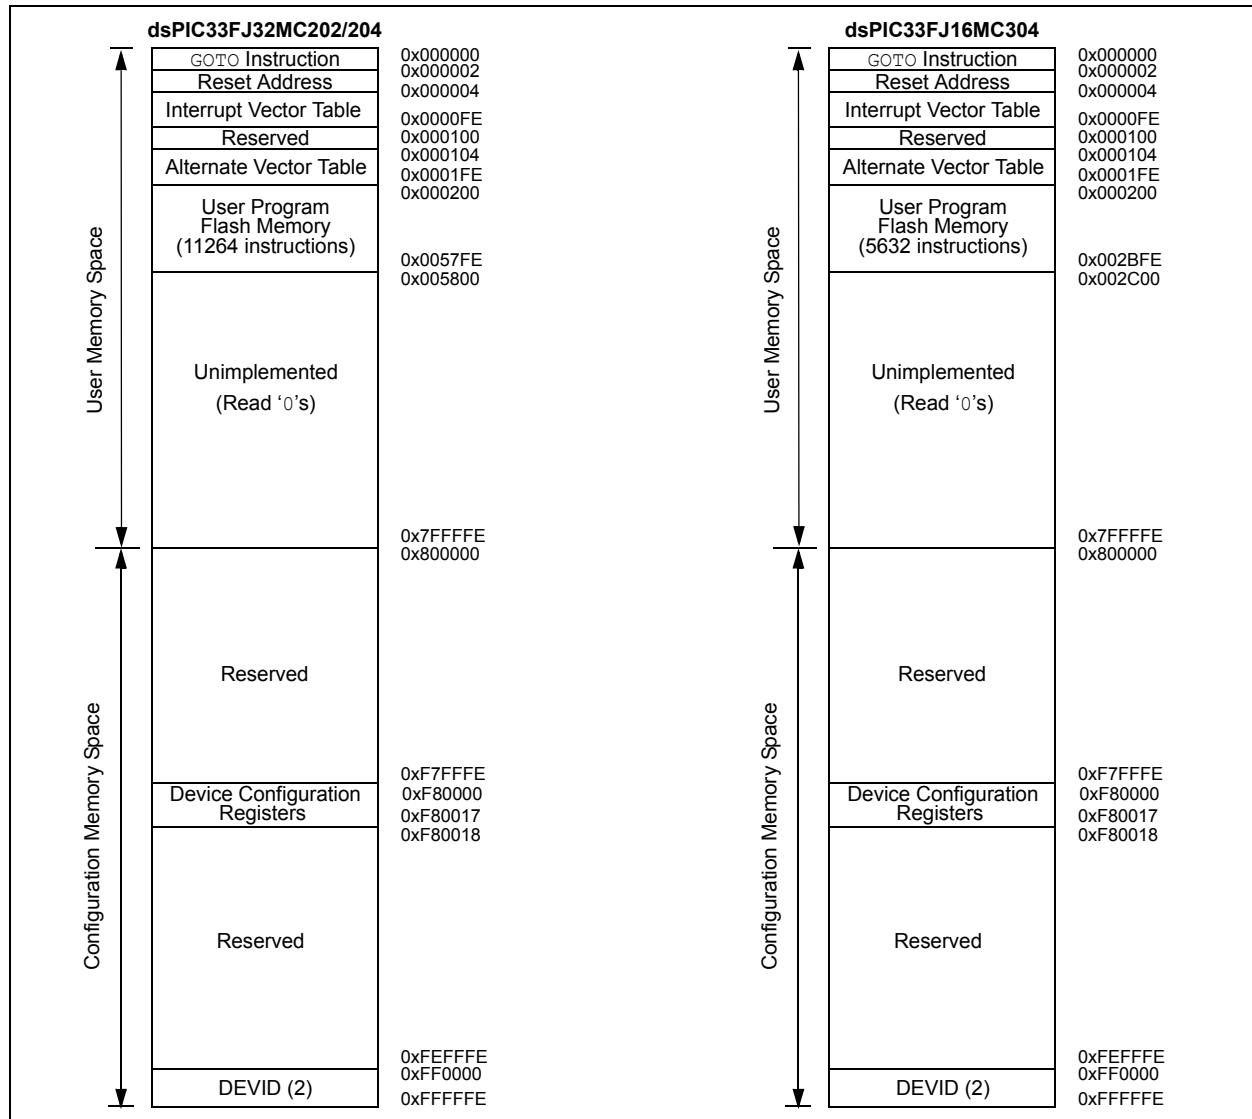 dsPIC33FJ32MC202/204
GOTO Instruction
0x000000
0x000002
Reset Address
0x000004
Interrupt Vector Table
0x0000FE
Reserved
0x000100
0x000104
Alternate Vector Table
0x0001FE
0x000200
User Program
Flash Memory
(11264 instructions)
0x0057FE
0x005800
User Memory Space
Unimplemented
(Read ‘0’s)
0x7FFFFE
0x800000
Reserved
Configuration Memory Space
0xF7FFFE
Device Configuration
Registers
0xF80000
0xF80017
0xF80018
Reserved
0xFEFFFE
0xFF0000
DEVID (2)
0xFFFFFE
dsPIC33FJ16MC304
GOTO Instruction
0x000000
0x000002
Reset Address
0x000004
Interrupt Vector Table
0x0000FE
Reserved
0x000100
0x000104
Alternate Vector Table
0x0001FE
0x000200
User Program
Flash Memory
(5632 instructions)
0x002BFE
0x002C00
User Memory Space
Unimplemented
(Read ‘0’s)
0x7FFFFE
0x800000
Reserved
Configuration Memory Space
0xF7FFFE
Device Configuration
Registers
0xF80000
0xF80017
0xF80018
Reserved
0xFEFFFE
0xFF0000
DEVID (2)
0xFFFFFE